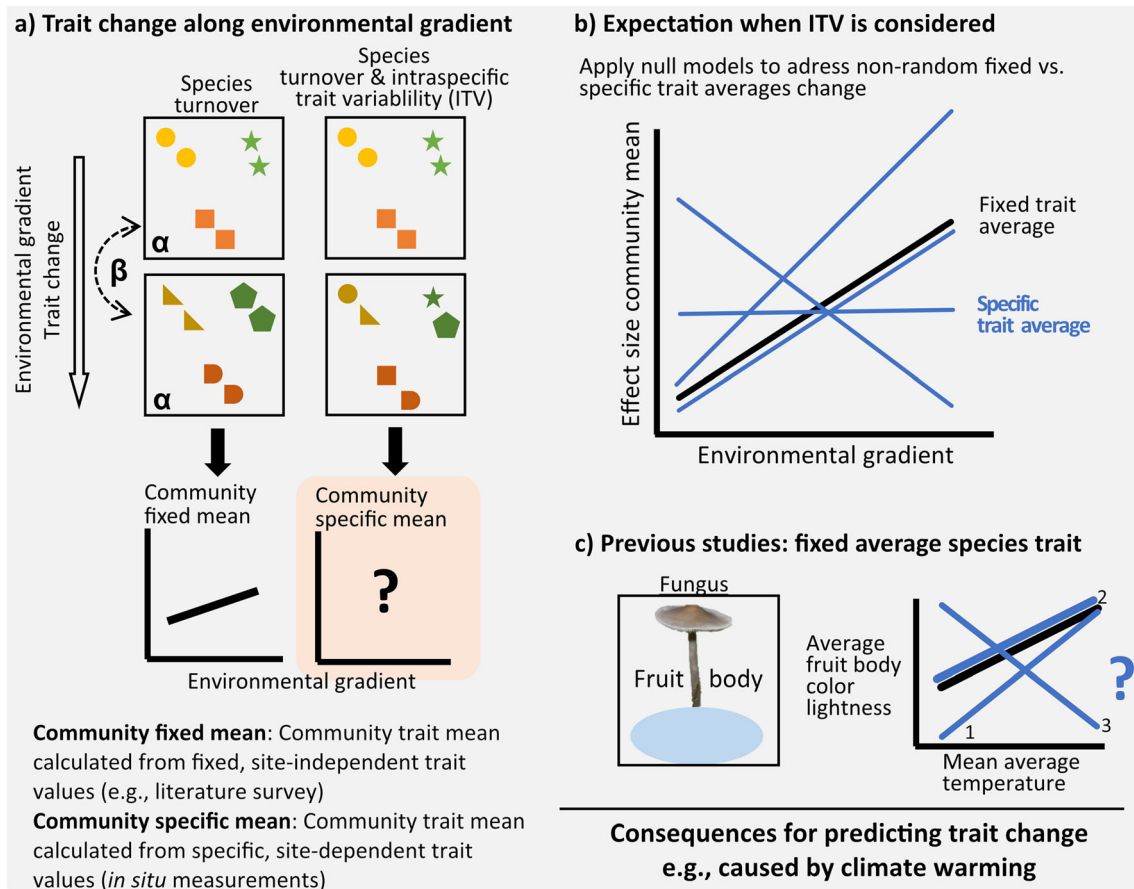 a) Trait change along environmental gradient
Species
turnover
Species
turnover & intraspecific
trait variablility (ITV)
Environmental gradient
Trait change
α
β
α
Community
fixed mean
Community
specific mean
?
Environmental gradient
Community fixed mean: Community trait mean
calculated from fixed, site-independent trait
values (e.g., literature survey)
Community specific mean: Community trait mean
calculated from specific, site-dependent trait
values (in situ measurements)
b) Expectation when ITV is considered
Apply null models to adress non-random fixed vs.
specific trait averages change
Effect size community mean
Fixed trait
average
Specific
trait average
Environmental gradient
c) Previous studies: fixed average species trait
Fungus
Fruit body
Average
fruit body
color
lightness
2
1
3
?
Mean average
temperature
Consequences for predicting trait change
e.g., caused by climate warming